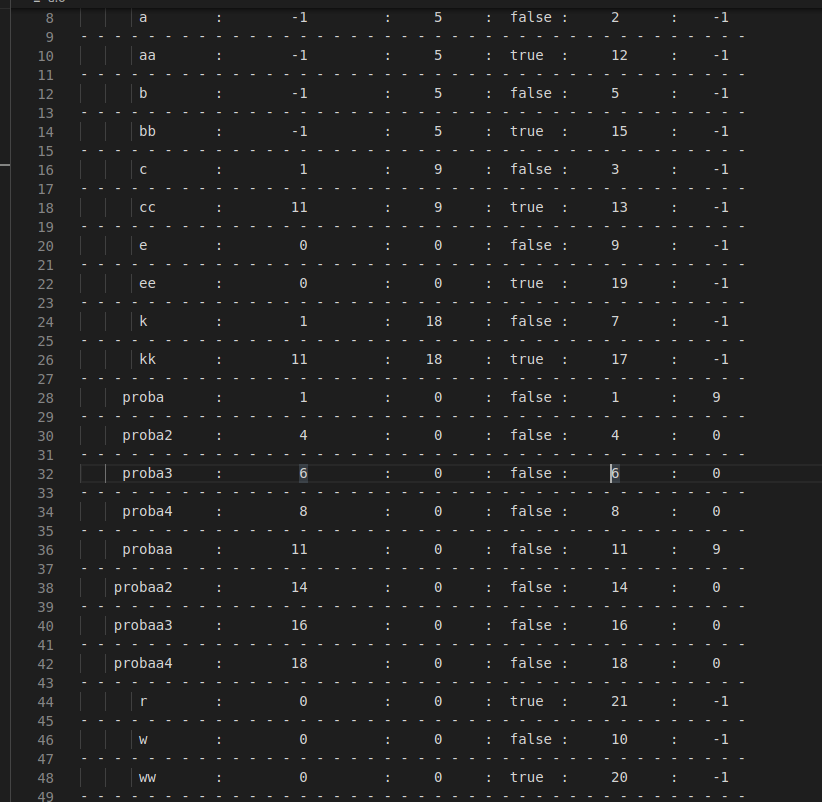 8 a : -1 : 5 : false : 2 : -1
9 - - - - - - - - - - - - - - - - - - - - - - - - - - - - - - - - - - - - - - - -
10 aa : -1 : 5 : true : 12 : -1
11 - - - - - - - - - - - - - - - - - - - - - - - - - - - - - - - - - - - - - - - -
12 b : -1 : 5 : false : 5 : -1
13 - - - - - - - - - - - - - - - - - - - - - - - - - - - - - - - - - - - - - - - -
14 bb : -1 : 5 : true : 15 : -1
15 - - - - - - - - - - - - - - - - - - - - - - - - - - - - - - - - - - - - - - - -
16 c : 1 : 9 : false : 3 : -1
17 - - - - - - - - - - - - - - - - - - - - - - - - - - - - - - - - - - - - - - - -
18 cc : 11 : 9 : true : 13 : -1
19 - - - - - - - - - - - - - - - - - - - - - - - - - - - - - - - - - - - - - - - -
20 e : 0 : 0 : false : 9 : -1
21 - - - - - - - - - - - - - - - - - - - - - - - - - - - - - - - - - - - - - - - -
22 ee : 0 : 0 : true : 19 : -1
23 - - - - - - - - - - - - - - - - - - - - - - - - - - - - - - - - - - - - - - - -
24 k : 1 : 18 : false : 7 : -1
25 - - - - - - - - - - - - - - - - - - - - - - - - - - - - - - - - - - - - - - - -
26 kk : 11 : 18 : true : 17 : -1
27 - - - - - - - - - - - - - - - - - - - - - - - - - - - - - - - - - - - - - - - -
28 proba : 1 : 0 : false : 1 : 9
29 - - - - - - - - - - - - - - - - - - - - - - - - - - - - - - - - - - - - - - - -
30 proba2 : 4 : 0 : false : 4 : 0
31 - - - - - - - - - - - - - - - - - - - - - - - - - - - - - - - - - - - - - - - -
32 proba3 : 6 : 0 : false : 6 : 0
33 - - - - - - - - - - - - - - - - - - - - - - - - - - - - - - - - - - - - - - - -
34 proba4 : 8 : 0 : false : 8 : 0
35 - - - - - - - - - - - - - - - - - - - - - - - - - - - - - - - - - - - - - - - -
36 probaa : 11 : 0 : false : 11 : 9
37 - - - - - - - - - - - - - - - - - - - - - - - - - - - - - - - - - - - - - - - -
38 probaa2 : 14 : 0 : false : 14 : 0
39 - - - - - - - - - - - - - - - - - - - - - - - - - - - - - - - - - - - - - - - -
40 probaa3 : 16 : 0 : false : 16 : 0
41 - - - - - - - - - - - - - - - - - - - - - - - - - - - - - - - - - - - - - - - -
42 probaa4 : 18 : 0 : false : 18 : 0
43 - - - - - - - - - - - - - - - - - - - - - - - - - - - - - - - - - - - - - - - -
44 r : 0 : 0 : true : 21 : -1
45 - - - - - - - - - - - - - - - - - - - - - - - - - - - - - - - - - - - - - - - -
46 w : 0 : 0 : false : 10 : -1
47 - - - - - - - - - - - - - - - - - - - - - - - - - - - - - - - - - - - - - - - -
48 ww : 0 : 0 : true : 20 : -1
49 - - - - - - - - - - - - - - - - - - - - - - - - - - - - - - - - - - - - - - - -